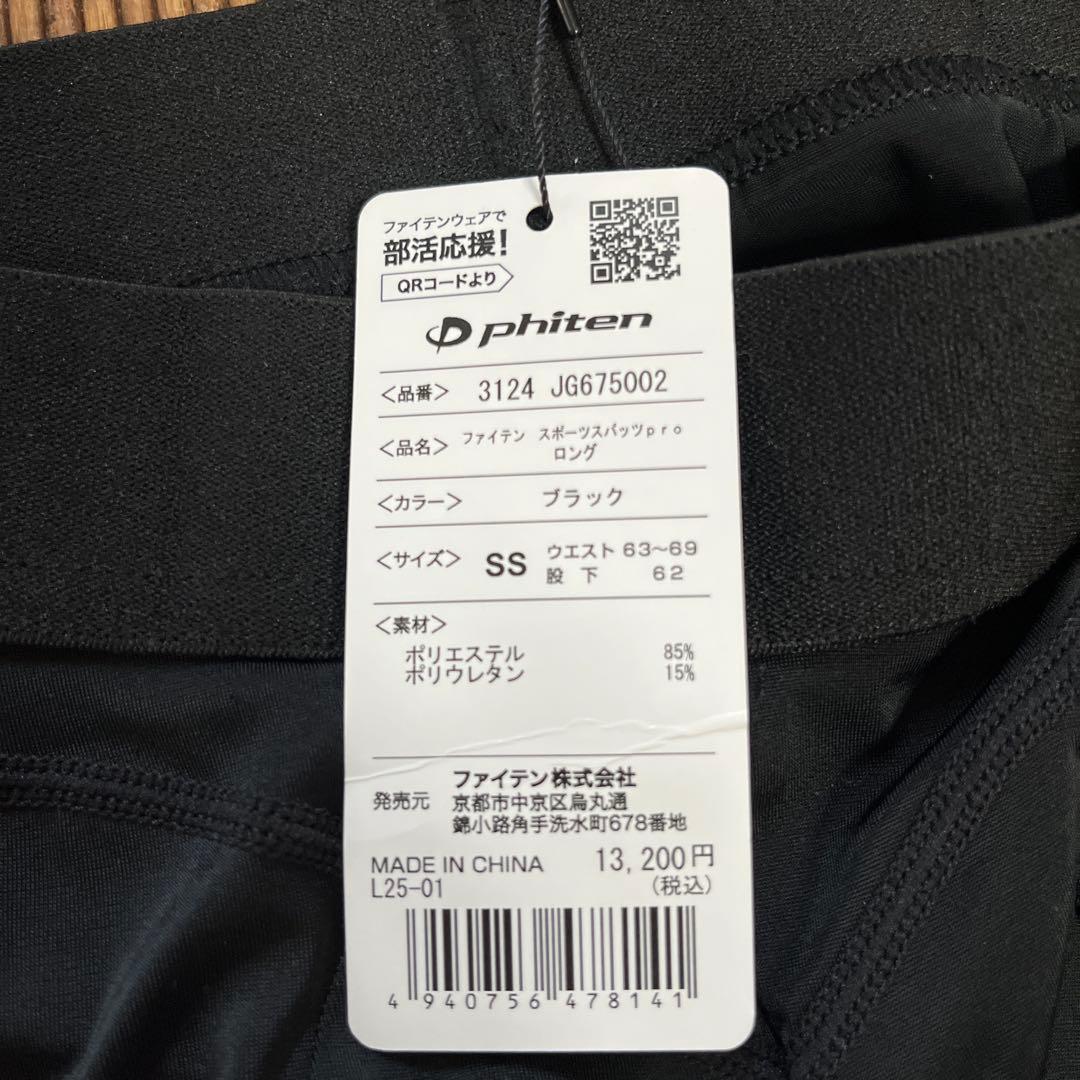 ファイテンウェアで
部活応援!
QRコードより
phiten
<品番> 3124 JG675002
<品名> ファイテン スポーツスパッツpro
ロング
<カラー> ブラック
<サイズ> SS ウエスト 63~69
股下 62
<素材>
ポリエステル 85%
ポリウレタン 15%
ファイテン株式会社
発売元 京都市中京区烏丸通
錦小路角手洗水町678番地
MADE IN CHINA 13,200円
L25-01 (税込)
4 940756 478141